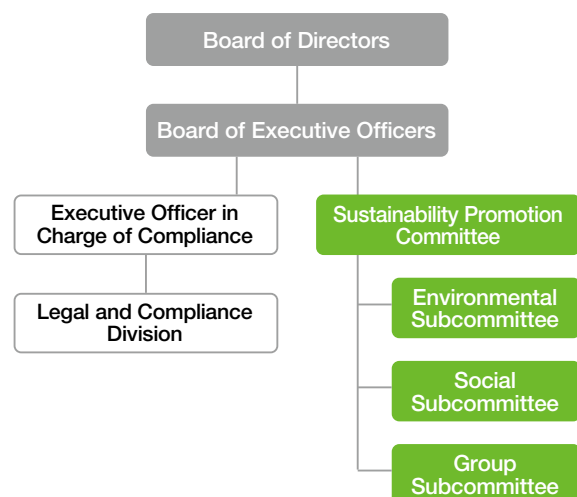 Board of Directors
Board of Executive Officers
Executive Officer in
Charge of Compliance
Legal and Compliance
Division
Sustainability Promotion
Committee
Environmental
Subcommittee
Social
Subcommittee
Group
Subcommittee